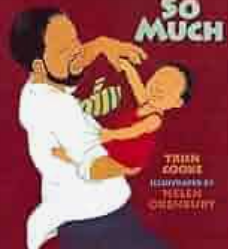 SO
MUCH
TRISH
COOKE
ILLUSTRATED BY
HELEN
OXENBURY